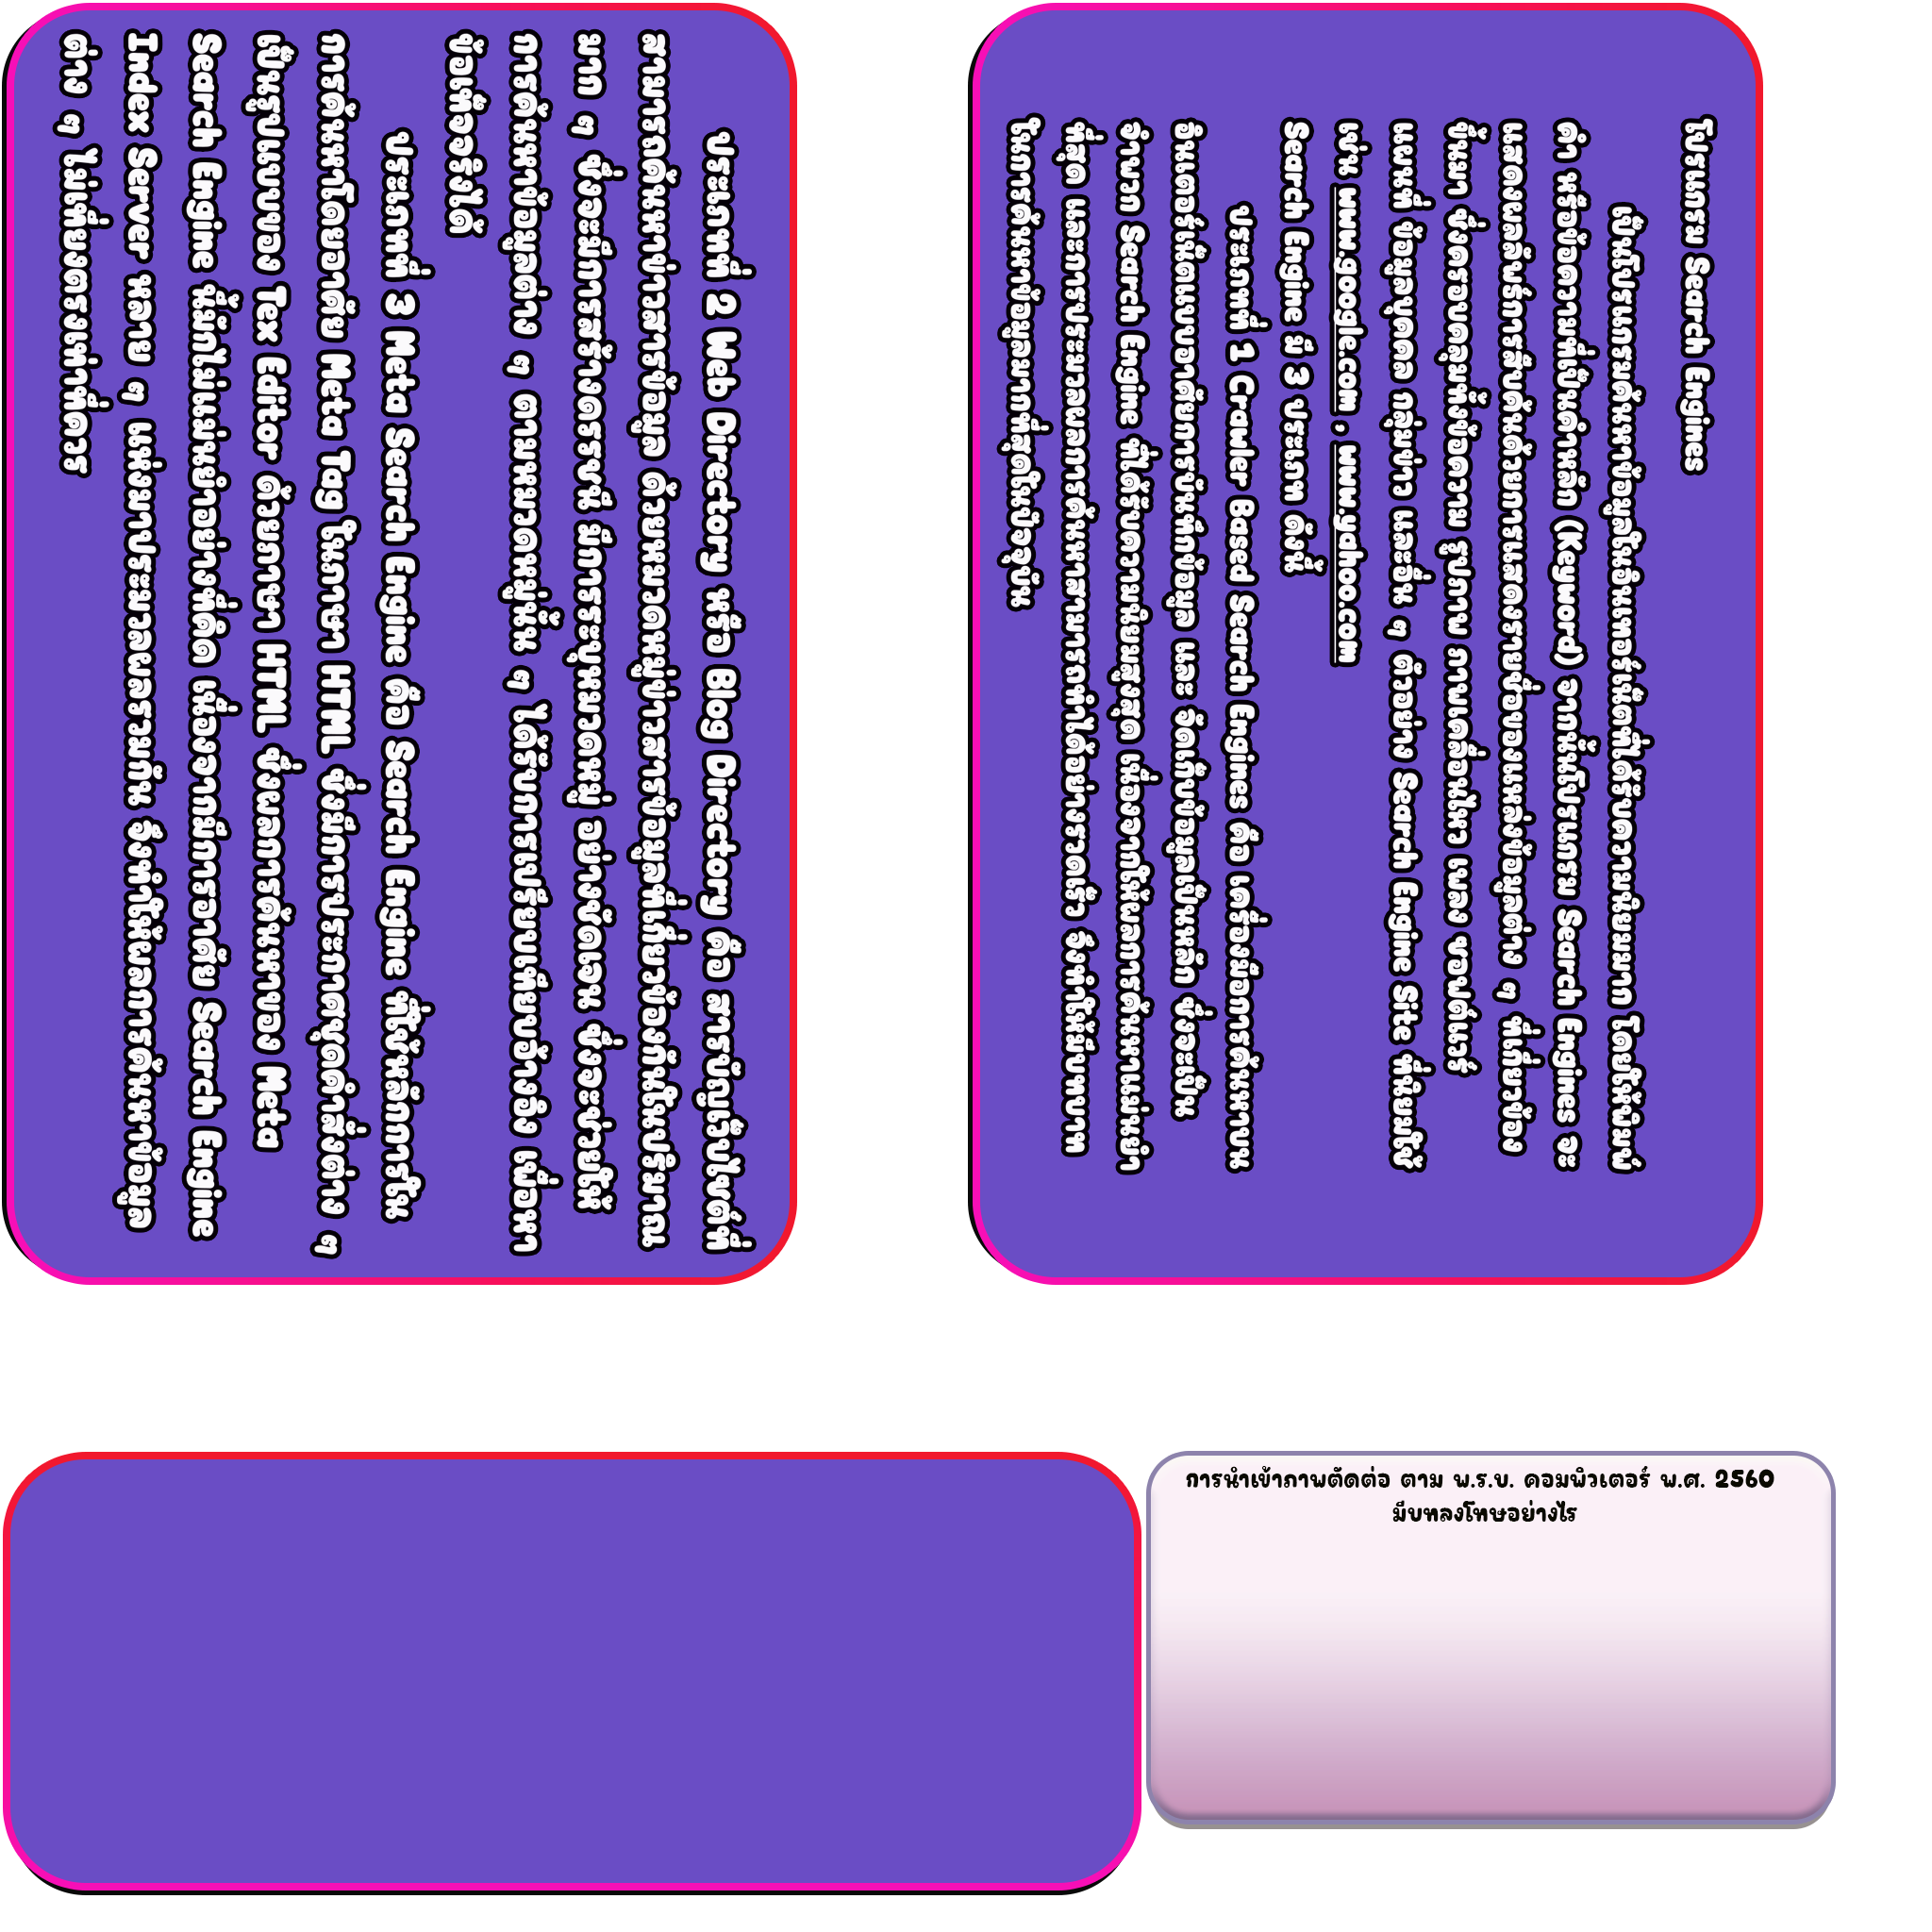 โปรแกรม Search Engines
เป็นโปรแกรมค้นหาข้อมูลในอินเทอร์เน็ตที่ได้รับความนิยมมาก โดยให้พิมพ์
คำ หรือข้อความที่เป็นคำหลัก (Keyword) จากนั้นโปรแกรม Search Engines จะ
แสดงผลลัพธ์การสืบค้นด้วยการแสดงรายชื่อของแหล่งข้อมูลต่าง ๆ ที่เกี่ยวข้อง
ขึ้นมา ซึ่งครอบคลุมทั้งข้อความ รูปภาพ ภาพเคลื่อนไหว เพลง ซอฟต์แวร์
แผนที่ ข้อมูลบุคคล กลุ่มข่าว และอื่น ๆ ตัวอย่าง Search Engine Site ที่นิยมใช้
เช่น www.google.com , www.yahoo.com
Search Engine มี 3 ประเภท ดังนี้
ประเภทที่ 1 Crawler Based Search Engines คือ เครื่องมือการค้นหาบน
อินเตอร์เน็ตแบบอาศัยการบันทึกข้อมูล และ จัดเก็บข้อมูลเป็นหลัก ซึ่งจะเป็น
จำพวก Search Engine ที่ได้รับความนิยมสูงสุด เนื่องจากให้ผลการค้นหาแม่นยำ
ที่สุด และการประมวลผลการค้นหาสามารถทำได้อย่างรวดเร็ว จึงทำให้มีบทบาท
ในการค้นหาข้อมูลมากที่สุดในปัจจุบัน
ประเภทที่ 2 Web Directory หรือ Blog Directory คือ สารบัญเว็บไซต์ที่
สามารถค้นหาข่าวสารข้อมูล ด้วยหมวดหมู่ข่าวสารข้อมูลที่เกี่ยวข้องกันในปริมาณ
มาก ๆ ซึ่งจะมีการสร้างดรรชนี มีการระบุหมวดหมู่ อย่างชัดเจน ซึ่งจะช่วยให้
การค้นหาข้อมูลต่าง ๆ ตามหมวดหมู่นั้น ๆ ได้รับการเปรียบเทียบอ้างอิง เพื่อหา
ข้อเท็จจริงได้
ประเภทที่ 3 Meta Search Engine คือ Search Engine ที่ใช้หลักการใน
การค้นหาโดยอาศัย Meta Tag ในภาษา HTML ซึ่งมีการประกาศชุดคำสั่งต่าง ๆ
เป็นรูปแบบของ Tex Editor ด้วยภาษา HTML ซึ่งผลการค้นหาของ Meta
Search Engine นี้มักไม่แม่นยำอย่างที่คิด เนื่องจากมีการอาศัย Search Engine
Index Server หลาย ๆ แห่งมาประมวลผลรวมกัน จึงทำให้ผลการค้นหาข้อมูล
ต่าง ๆ ไม่เที่ยงตรงเท่าที่ควร
การนำเข้าภาพตัดต่อ ตาม พ.ร.บ. คอมพิวเตอร์ พ.ศ. 2560
มีบทลงโทษอย่างไร